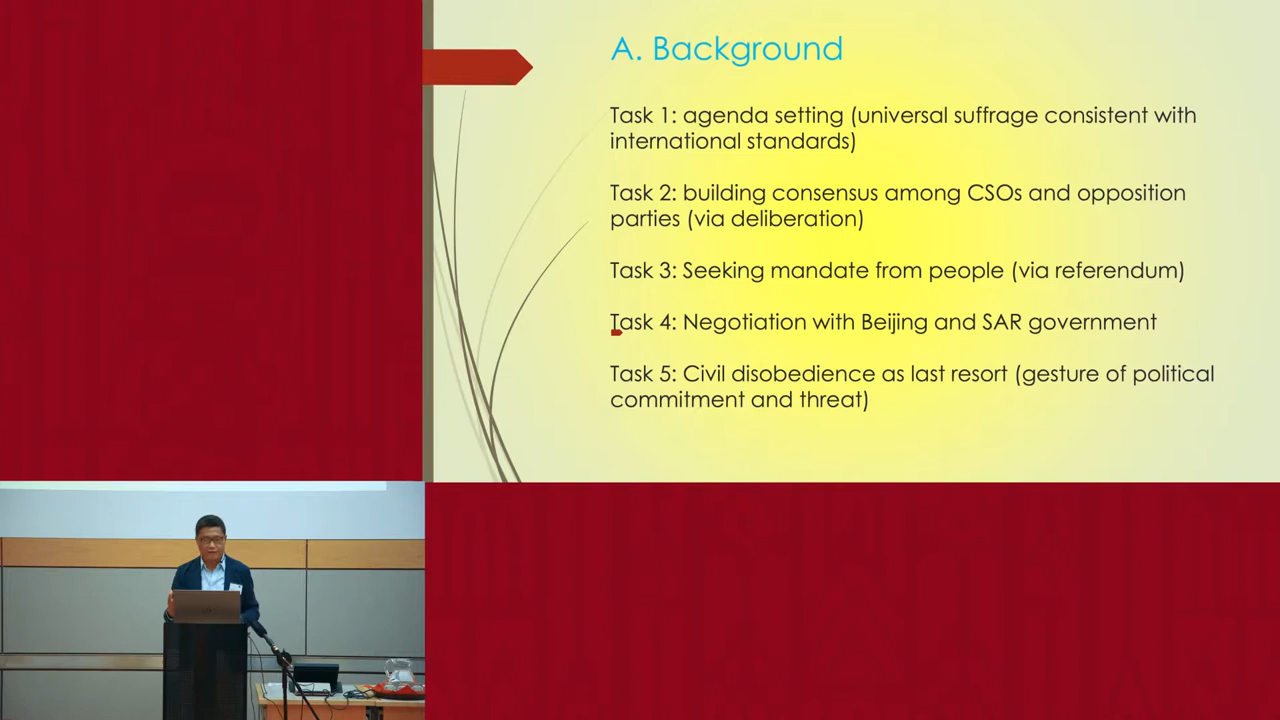 A. Background
Task 1: agenda setting (universal suffrage consistent with
international standards)
Task 2: building consensus among CSOs and opposition
parties (via deliberation)
Task 3: Seeking mandate from people (via referendum)
Task 4: Negotiation with Beijing and SAR government
Task 5: Civil disobedience as last resort (gesture of political
commitment and threat)